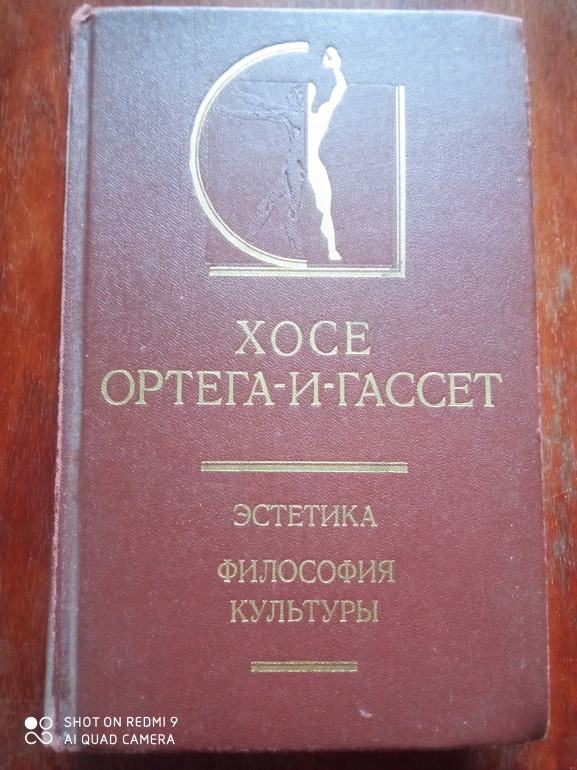 ХОСЕ
ОРТЕГА-И-ГАССЕТ
ЭСТЕТИКА
ФИЛОСОФИЯ
КУЛЬТУРЫ
SHOT ON REDMI 9
AI QUAD CAMERA